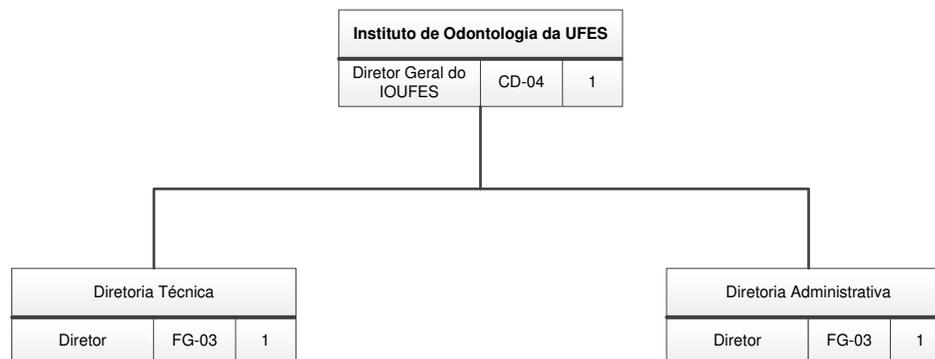 Instituto de Odontologia da UFES
Diretor Geral do
IOUFES
CD-04
1
Diretoria Técnica
Diretor
FG-03
1
Diretoria Administrativa
Diretor
FG-03
1